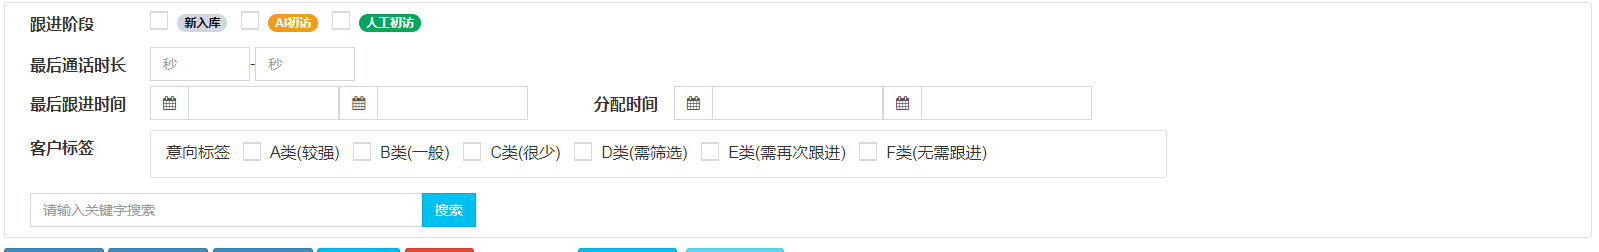 跟进阶段 新入库 AI初访 人工初访
最后通话时长 秒 - 秒
最后跟进时间 分配时间
客户标签 意向标签 A类(较强) B类(一般) C类(很少) D类(需筛选) E类(需再次跟进) F类(无需跟进)
请输入关键字搜索 搜索